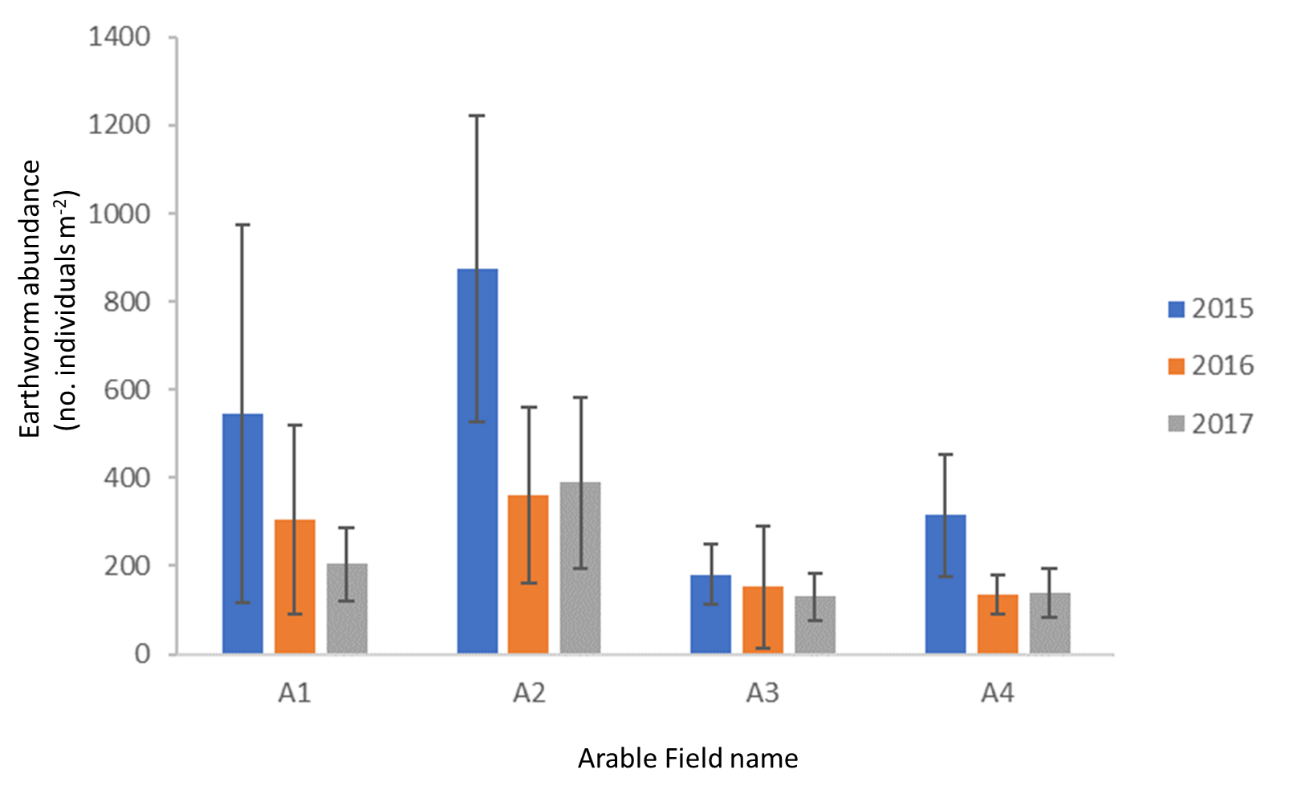 1400
1200
1000
800
600
400
200
0
Earthworm abundance
(no. individuals m⁻²)
A1 A2 A3 A4
Arable Field name
2015
2016
2017